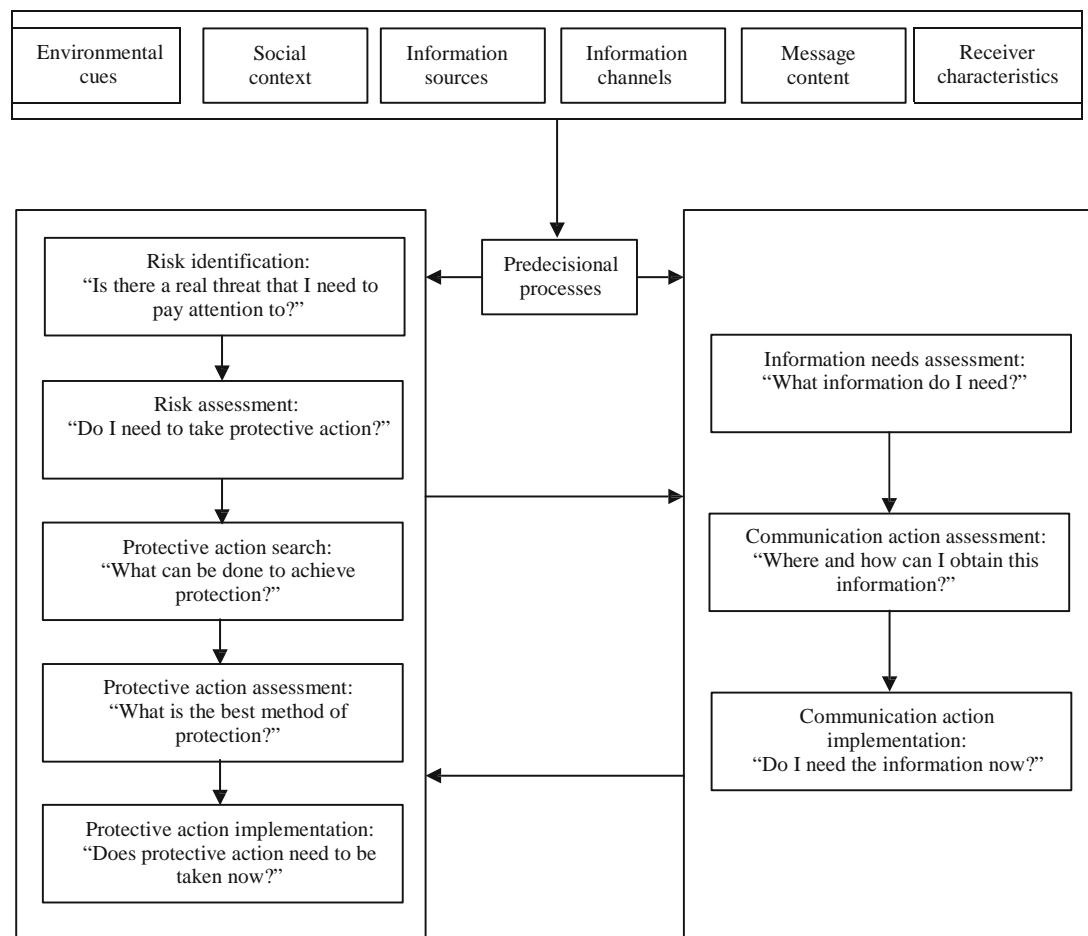 Environmental
cues
Social
context
Information
sources
Information
channels
Message
content
Receiver
characteristics
Predecisional
processes
Risk identification:
“Is there a real threat that I need to
pay attention to?”
Risk assessment:
“Do I need to take protective action?”
Protective action search:
“What can be done to achieve
protection?”
Protective action assessment:
“What is the best method of
protection?”
Protective action implementation:
“Does protective action need to be
taken now?”
Information needs assessment:
“What information do I need?”
Communication action assessment:
“Where and how can I obtain this
information?”
Communication action
implementation:
“Do I need the information now?”